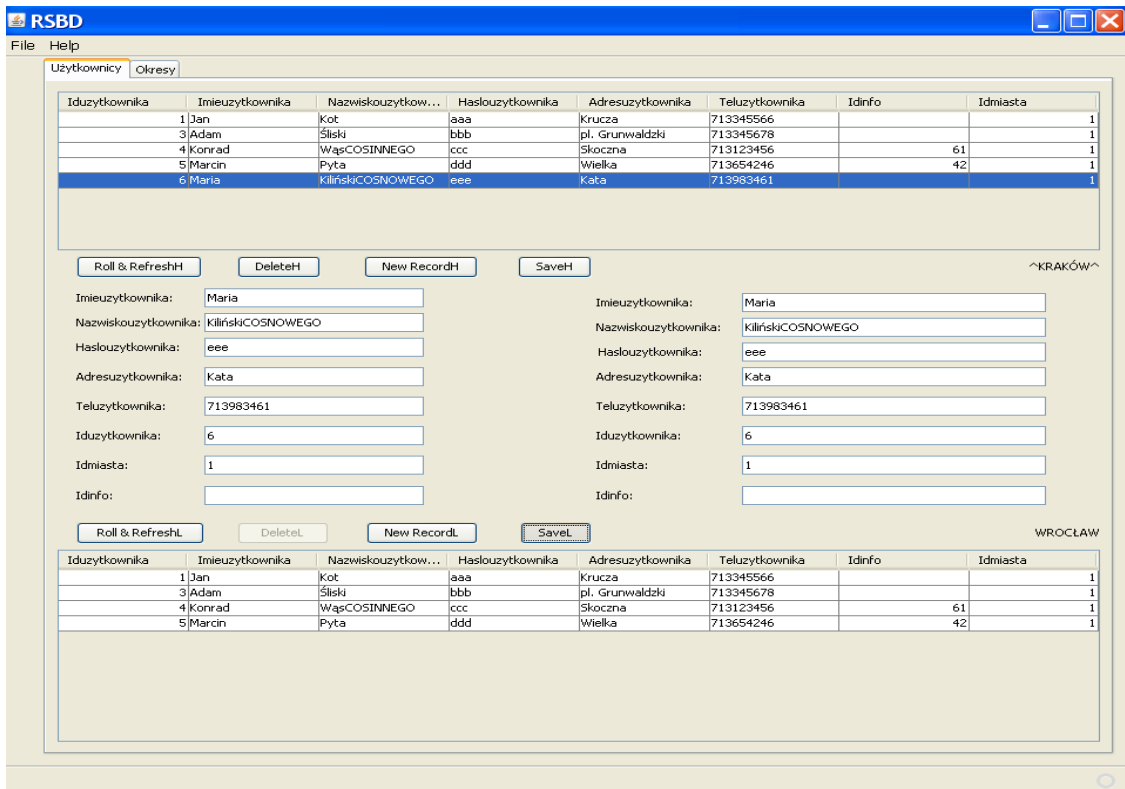 RSBD
File Help
Użytkownicy Okresy
Iduzytkownika Imieuzytkownika Nazwiskouzytkow... Haslouzytkownika Adresuzytkownika Teluzytkownika Idinfo Idmiasta
1 Jan Kot aaa Krucza 713345566 1
3 Adam Śliski bbb pl. Grunwaldzki 713345678 1
4 Konrad WąsCOSINNEGO ccc Skoczna 713123456 61 1
5 Marcin Pyta ddd Wielka 713654246 42 1
6 Maria KilińskiCOSNOWEGO eee Kata 713983461 1
Roll & RefreshH DeleteH New RecordH SaveH ^KRAKÓW^
Imieuzytkownika: Maria Imieuzytkownika: Maria
Nazwiskouzytkownika: KilińskiCOSNOWEGO Nazwiskouzytkownika: KilińskiCOSNOWEGO
Haslouzytkownika: eee Haslouzytkownika: eee
Adresuzytkownika: Kata Adresuzytkownika: Kata
Teluzytkownika: 713983461 Teluzytkownika: 713983461
Iduzytkownika: 6 Iduzytkownika: 6
Idmiasta: 1 Idmiasta: 1
Idinfo: Idinfo:
Roll & RefreshL DeleteL New RecordL SaveL WROCŁAW
Iduzytkownika Imieuzytkownika Nazwiskouzytkow... Haslouzytkownika Adresuzytkownika Teluzytkownika Idinfo Idmiasta
1 Jan Kot aaa Krucza 713345566 1
3 Adam Śliski bbb pl. Grunwaldzki 713345678 1
4 Konrad WąsCOSINNEGO ccc Skoczna 713123456 61 1
5 Marcin Pyta ddd Wielka 713654246 42 1